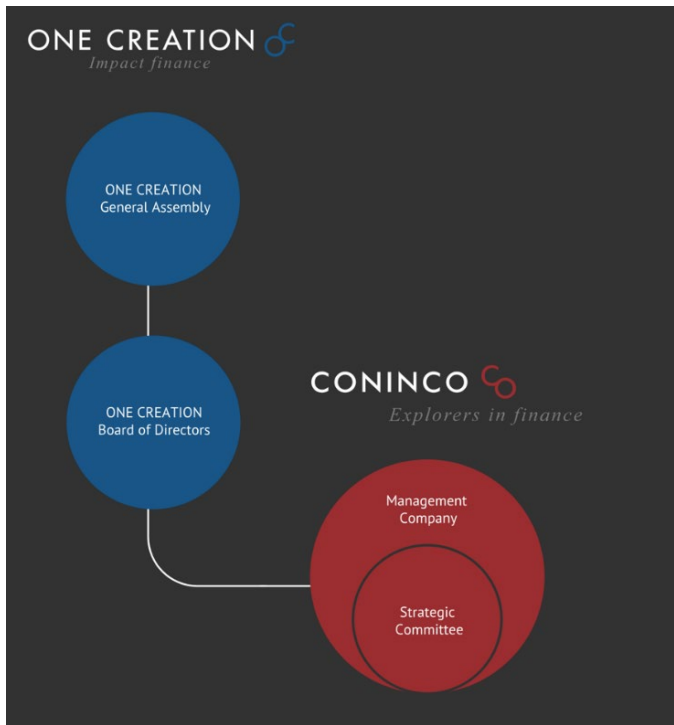 ONE CREATION
Impact finance
ONE CREATION
General Assembly
ONE CREATION
Board of Directors
CONINCO
Explorers in finance
Management
Company
Strategic
Committee